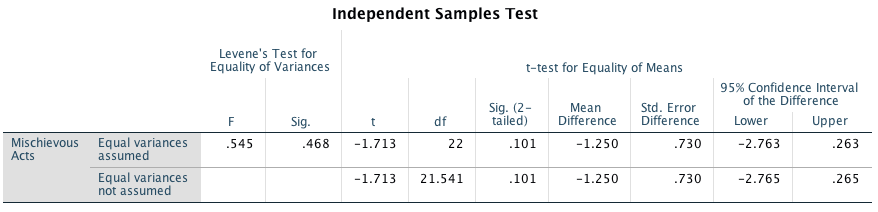 Independent Samples Test
Levene's Test for
Equality of Variances
t-test for Equality of Means
F
Sig.
t
df
Sig. (2-
tailed)
Mean
Difference
Std. Error
Difference
95% Confidence Interval
of the Difference
Lower
Upper
Mischievous
Acts
Equal variances
assumed
.545
.468
-1.713
22
.101
-1.250
.730
-2.763
.263
Equal variances
not assumed
-1.713
21.541
.101
-1.250
.730
-2.765
.265